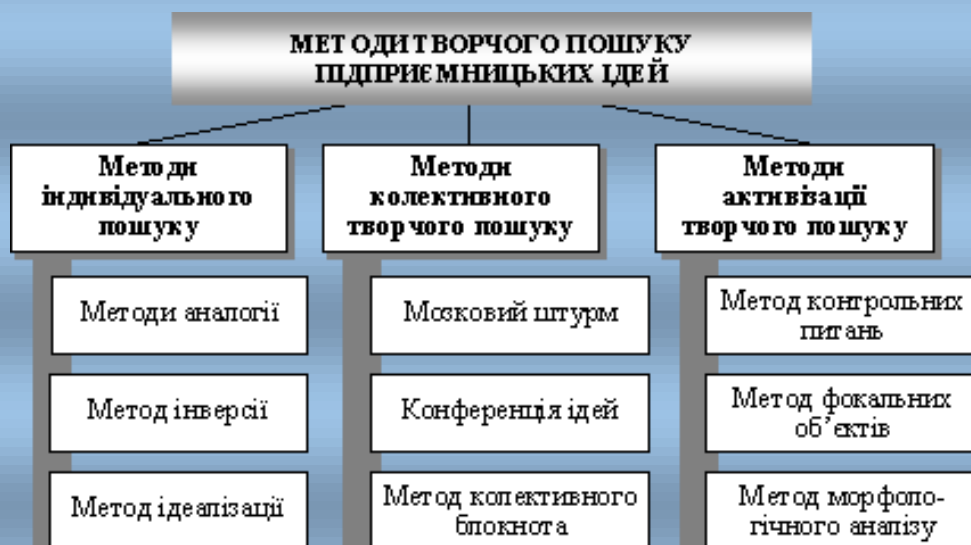 МЕТОДИ ТВОРЧОГО ПОШУКУ
ПІДПРИЄМНИЦЬКИХ ІДЕЙ
Методи
індивідуального
пошуку
Методи аналогії
Метод інверсії
Метод ідеалізації
Методи
колективного
творчого пошуку
Мозковий штурм
Конференція ідей
Метод колективного
блокнота
Методи
активізації
творчого пошуку
Метод контрольних
питань
Метод фокальних
об’єктів
Метод морфоло-
гічного аналізу